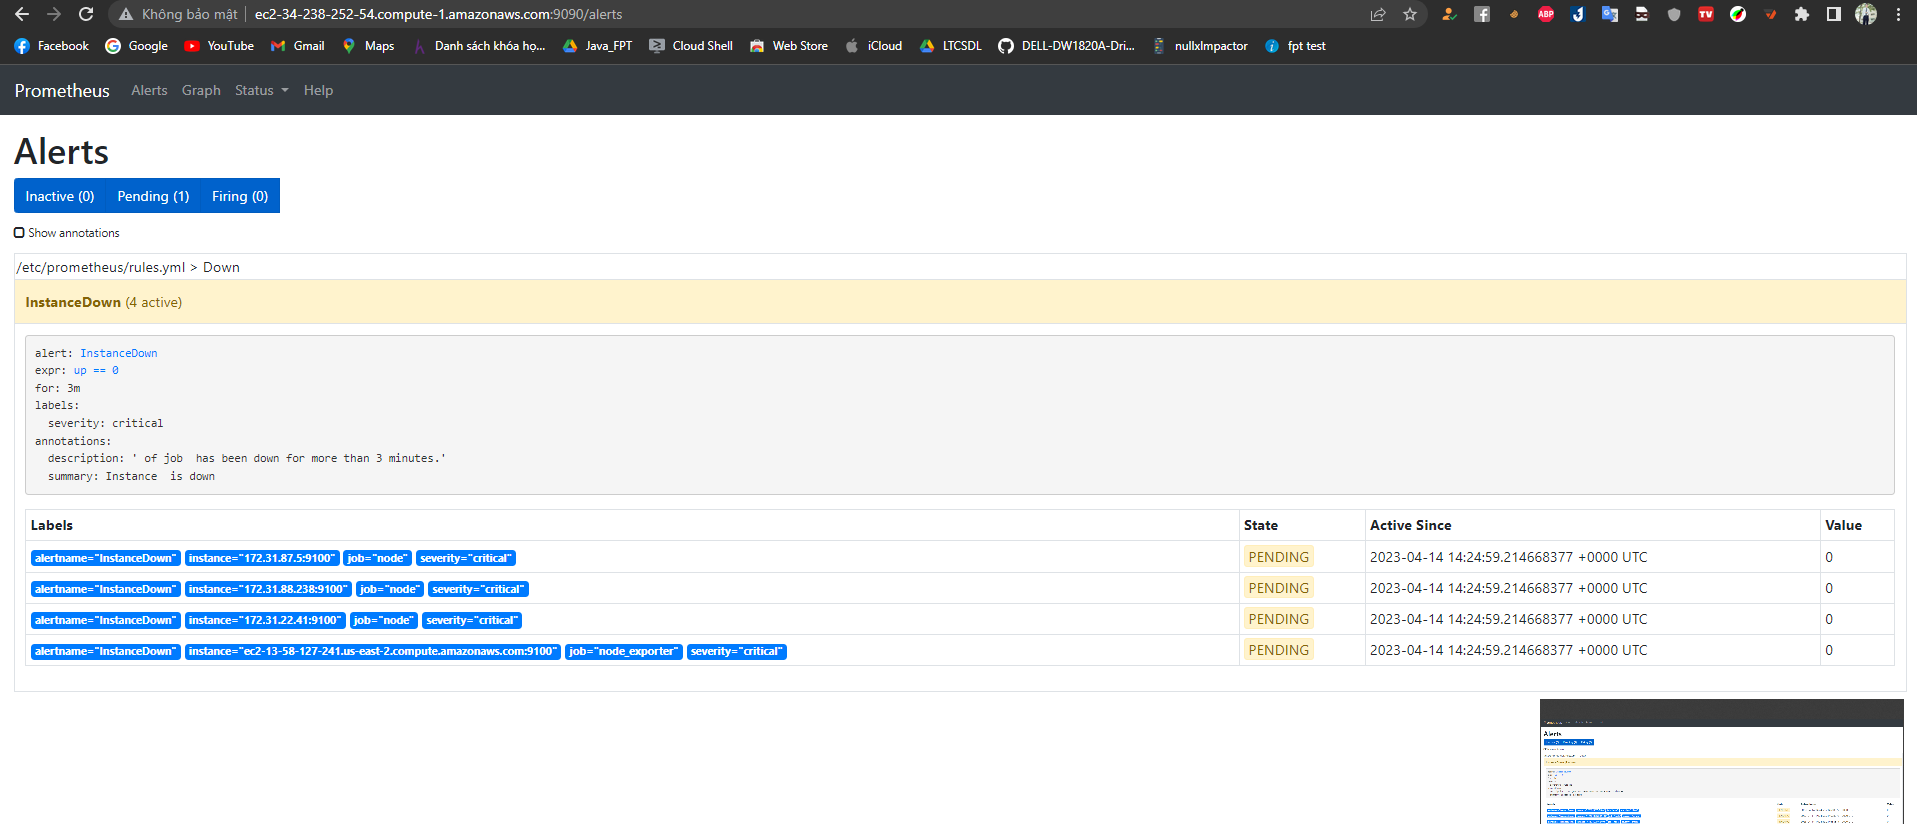 Không bảo mật ec2-34-238-252-54.compute-1.amazonaws.com:9090/alerts
Facebook Google YouTube Gmail Maps Danh sách khóa họ... Java_FPT Cloud Shell Web Store iCloud LTCSDL DELL-DW1820A-Dri... nullxImpactor fpt test
Prometheus Alerts Graph Status Help
Alerts
Inactive (0) Pending (1) Firing (0)
Show annotations
/etc/prometheus/rules.yml > Down
InstanceDown (4 active)
alert: InstanceDown
expr: up == 0
for: 3m
labels:
severity: critical
annotations:
description: ' of job  has been down for more than 3 minutes.'
summary: Instance  is down
Labels State Active Since Value
alertname="InstanceDown" instance="172.31.87.5:9100" job="node" severity="critical" PENDING 2023-04-14 14:24:59.214668377 +0000 UTC 0
alertname="InstanceDown" instance="172.31.88.238:9100" job="node" severity="critical" PENDING 2023-04-14 14:24:59.214668377 +0000 UTC 0
alertname="InstanceDown" instance="172.31.22.41:9100" job="node" severity="critical" PENDING 2023-04-14 14:24:59.214668377 +0000 UTC 0
alertname="InstanceDown" instance="ec2-13-58-127-241.us-east-2.compute.amazonaws.com:9100" job="node_exporter" severity="critical" PENDING 2023-04-14 14:24:59.214668377 +0000 UTC 0
Alerts